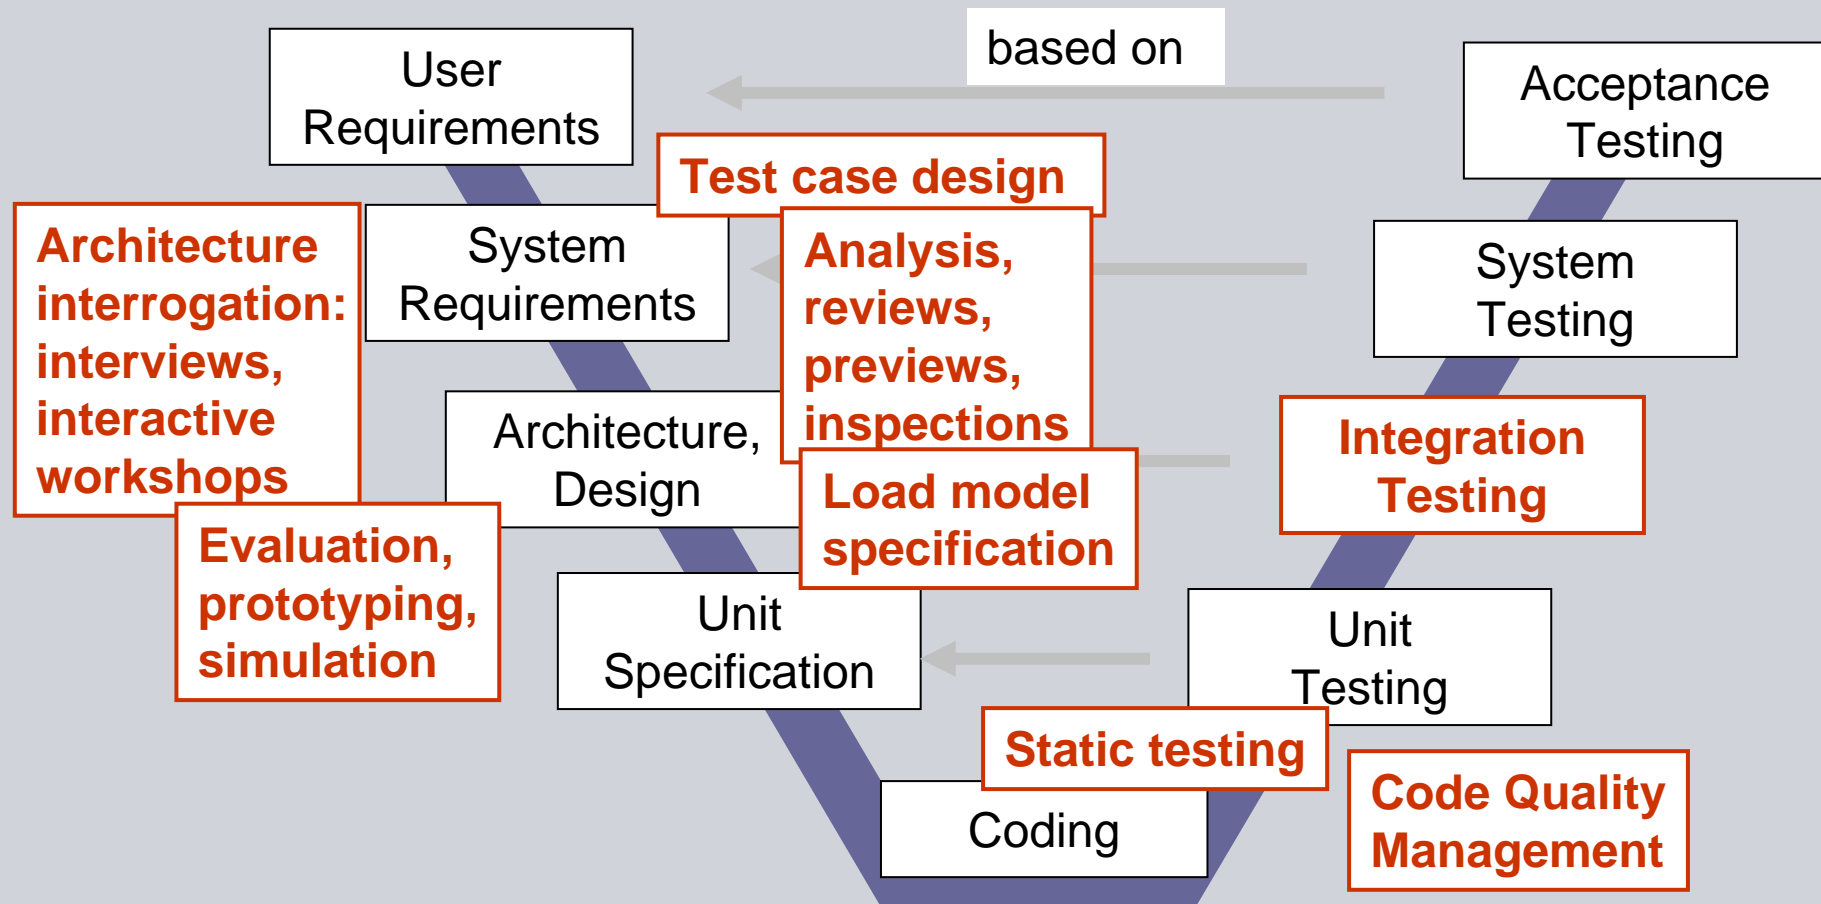 based on
User
Requirements
Acceptance
Testing
Test case design
Architecture
interrogation:
interviews,
interactive
workshops
System
Requirements
Analysis,
reviews,
previews,
inspections
System
Testing
Architecture,
Design
Load model
specification
Integration
Testing
Evaluation,
prototyping,
simulation
Unit
Specification
Unit
Testing
Static testing
Coding
Code Quality
Management